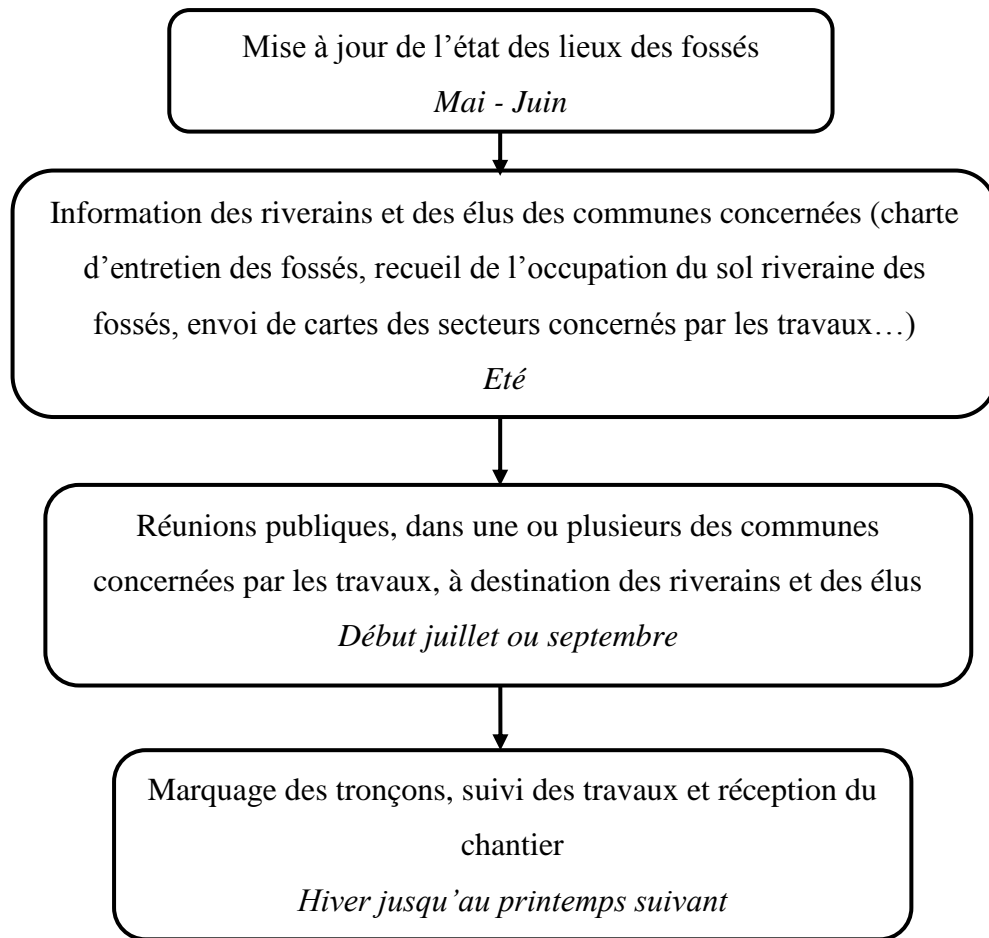 Mise à jour de l’état des lieux des fossés
Mai - Juin
Information des riverains et des élus des communes concernées (charte
d’entretien des fossés, recueil de l’occupation du sol riveraine des
fossés, envoi de cartes des secteurs concernés par les travaux…)
Eté
Réunions publiques, dans une ou plusieurs des communes
concernées par les travaux, à destination des riverains et des élus
Début juillet ou septembre
Marquage des tronçons, suivi des travaux et réception du
chantier
Hiver jusqu’au printemps suivant